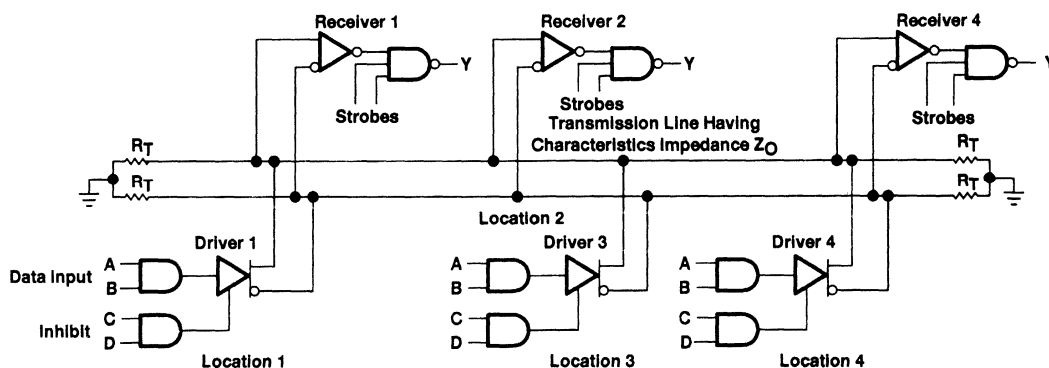 Receiver 1
Receiver 2
Receiver 4
Y
Y
Y
Strobes
Strobes
Strobes
Transmission Line Having
Characteristics Impedance ZO
RT
RT
RT
RT
Location 2
Driver 1
Driver 3
Driver 4
Data Input
A
B
A
B
A
B
Inhibit
C
D
C
D
C
D
Location 1
Location 3
Location 4